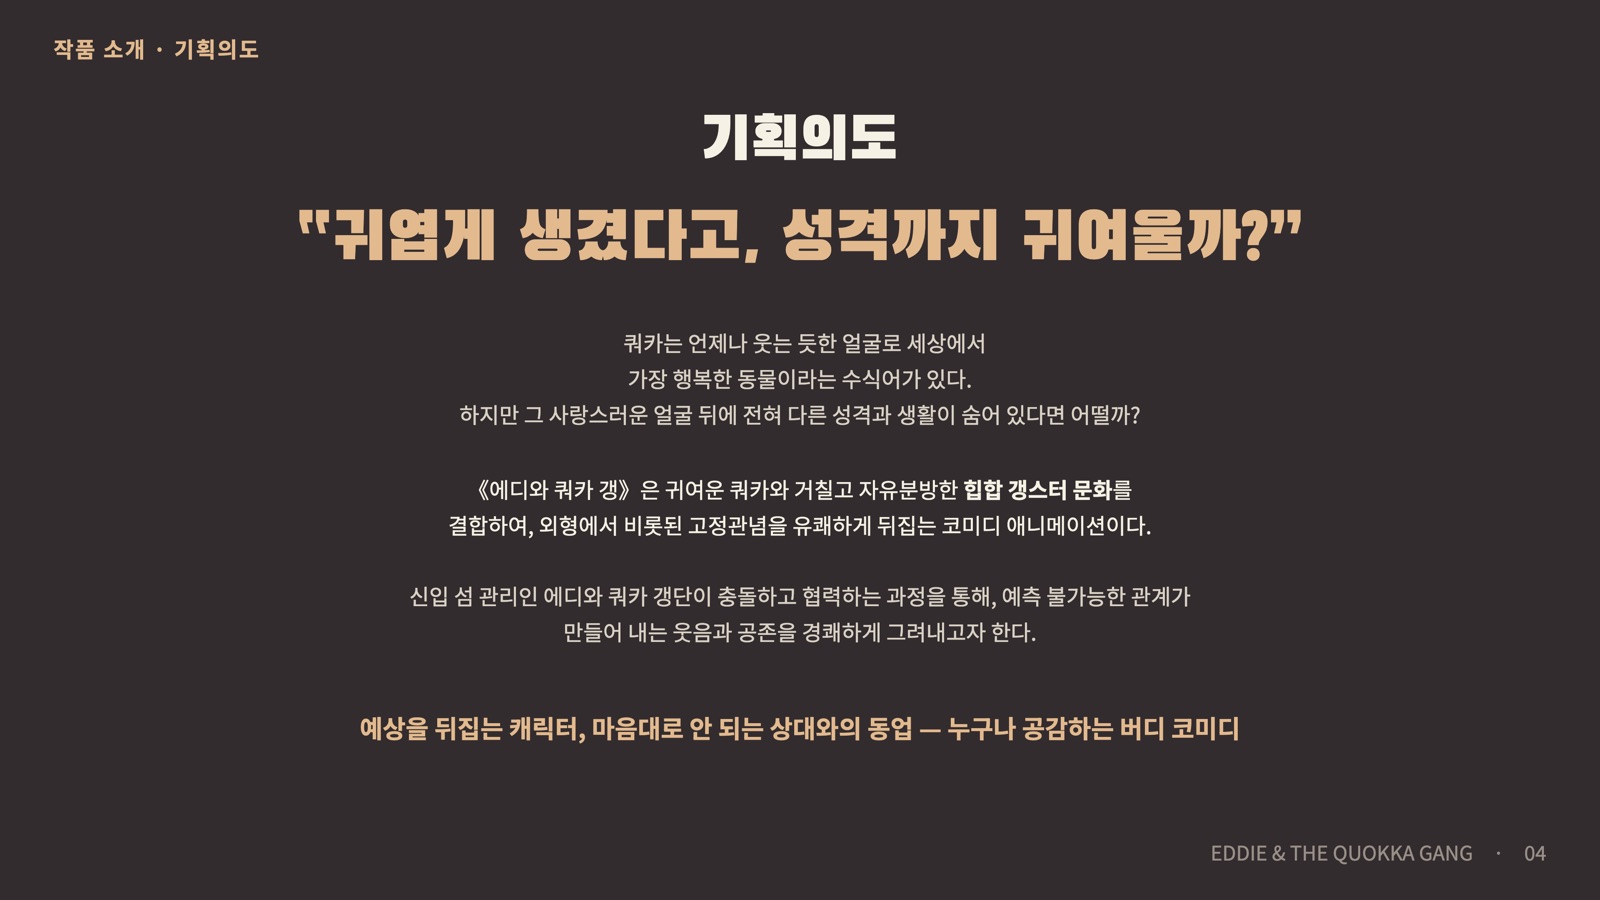 작품 소개 · 기획의도
기획의도
“귀엽게 생겼다고, 성격까지 귀여울까?”
쿼카는 언제나 웃는 듯한 얼굴로 세상에서
가장 행복한 동물이라는 수식어가 있다.
하지만 그 사랑스러운 얼굴 뒤에 전혀 다른 성격과 생활이 숨어 있다면 어떨까?
《에디와 쿼카 갱》은 귀여운 쿼카와 거칠고 자유분방한 힙합 갱스터 문화를
결합하여, 외형에서 비롯된 고정관념을 유쾌하게 뒤집는 코미디 애니메이션이다.
신입 섬 관리인 에디와 쿼카 갱단이 충돌하고 협력하는 과정을 통해, 예측 불가능한 관계가
만들어 내는 웃음과 공존을 경쾌하게 그려내고자 한다.
예상을 뒤집는 캐릭터, 마음대로 안 되는 상대와의 동업 — 누구나 공감하는 버디 코미디
EDDIE & THE QUOKKA GANG · 04